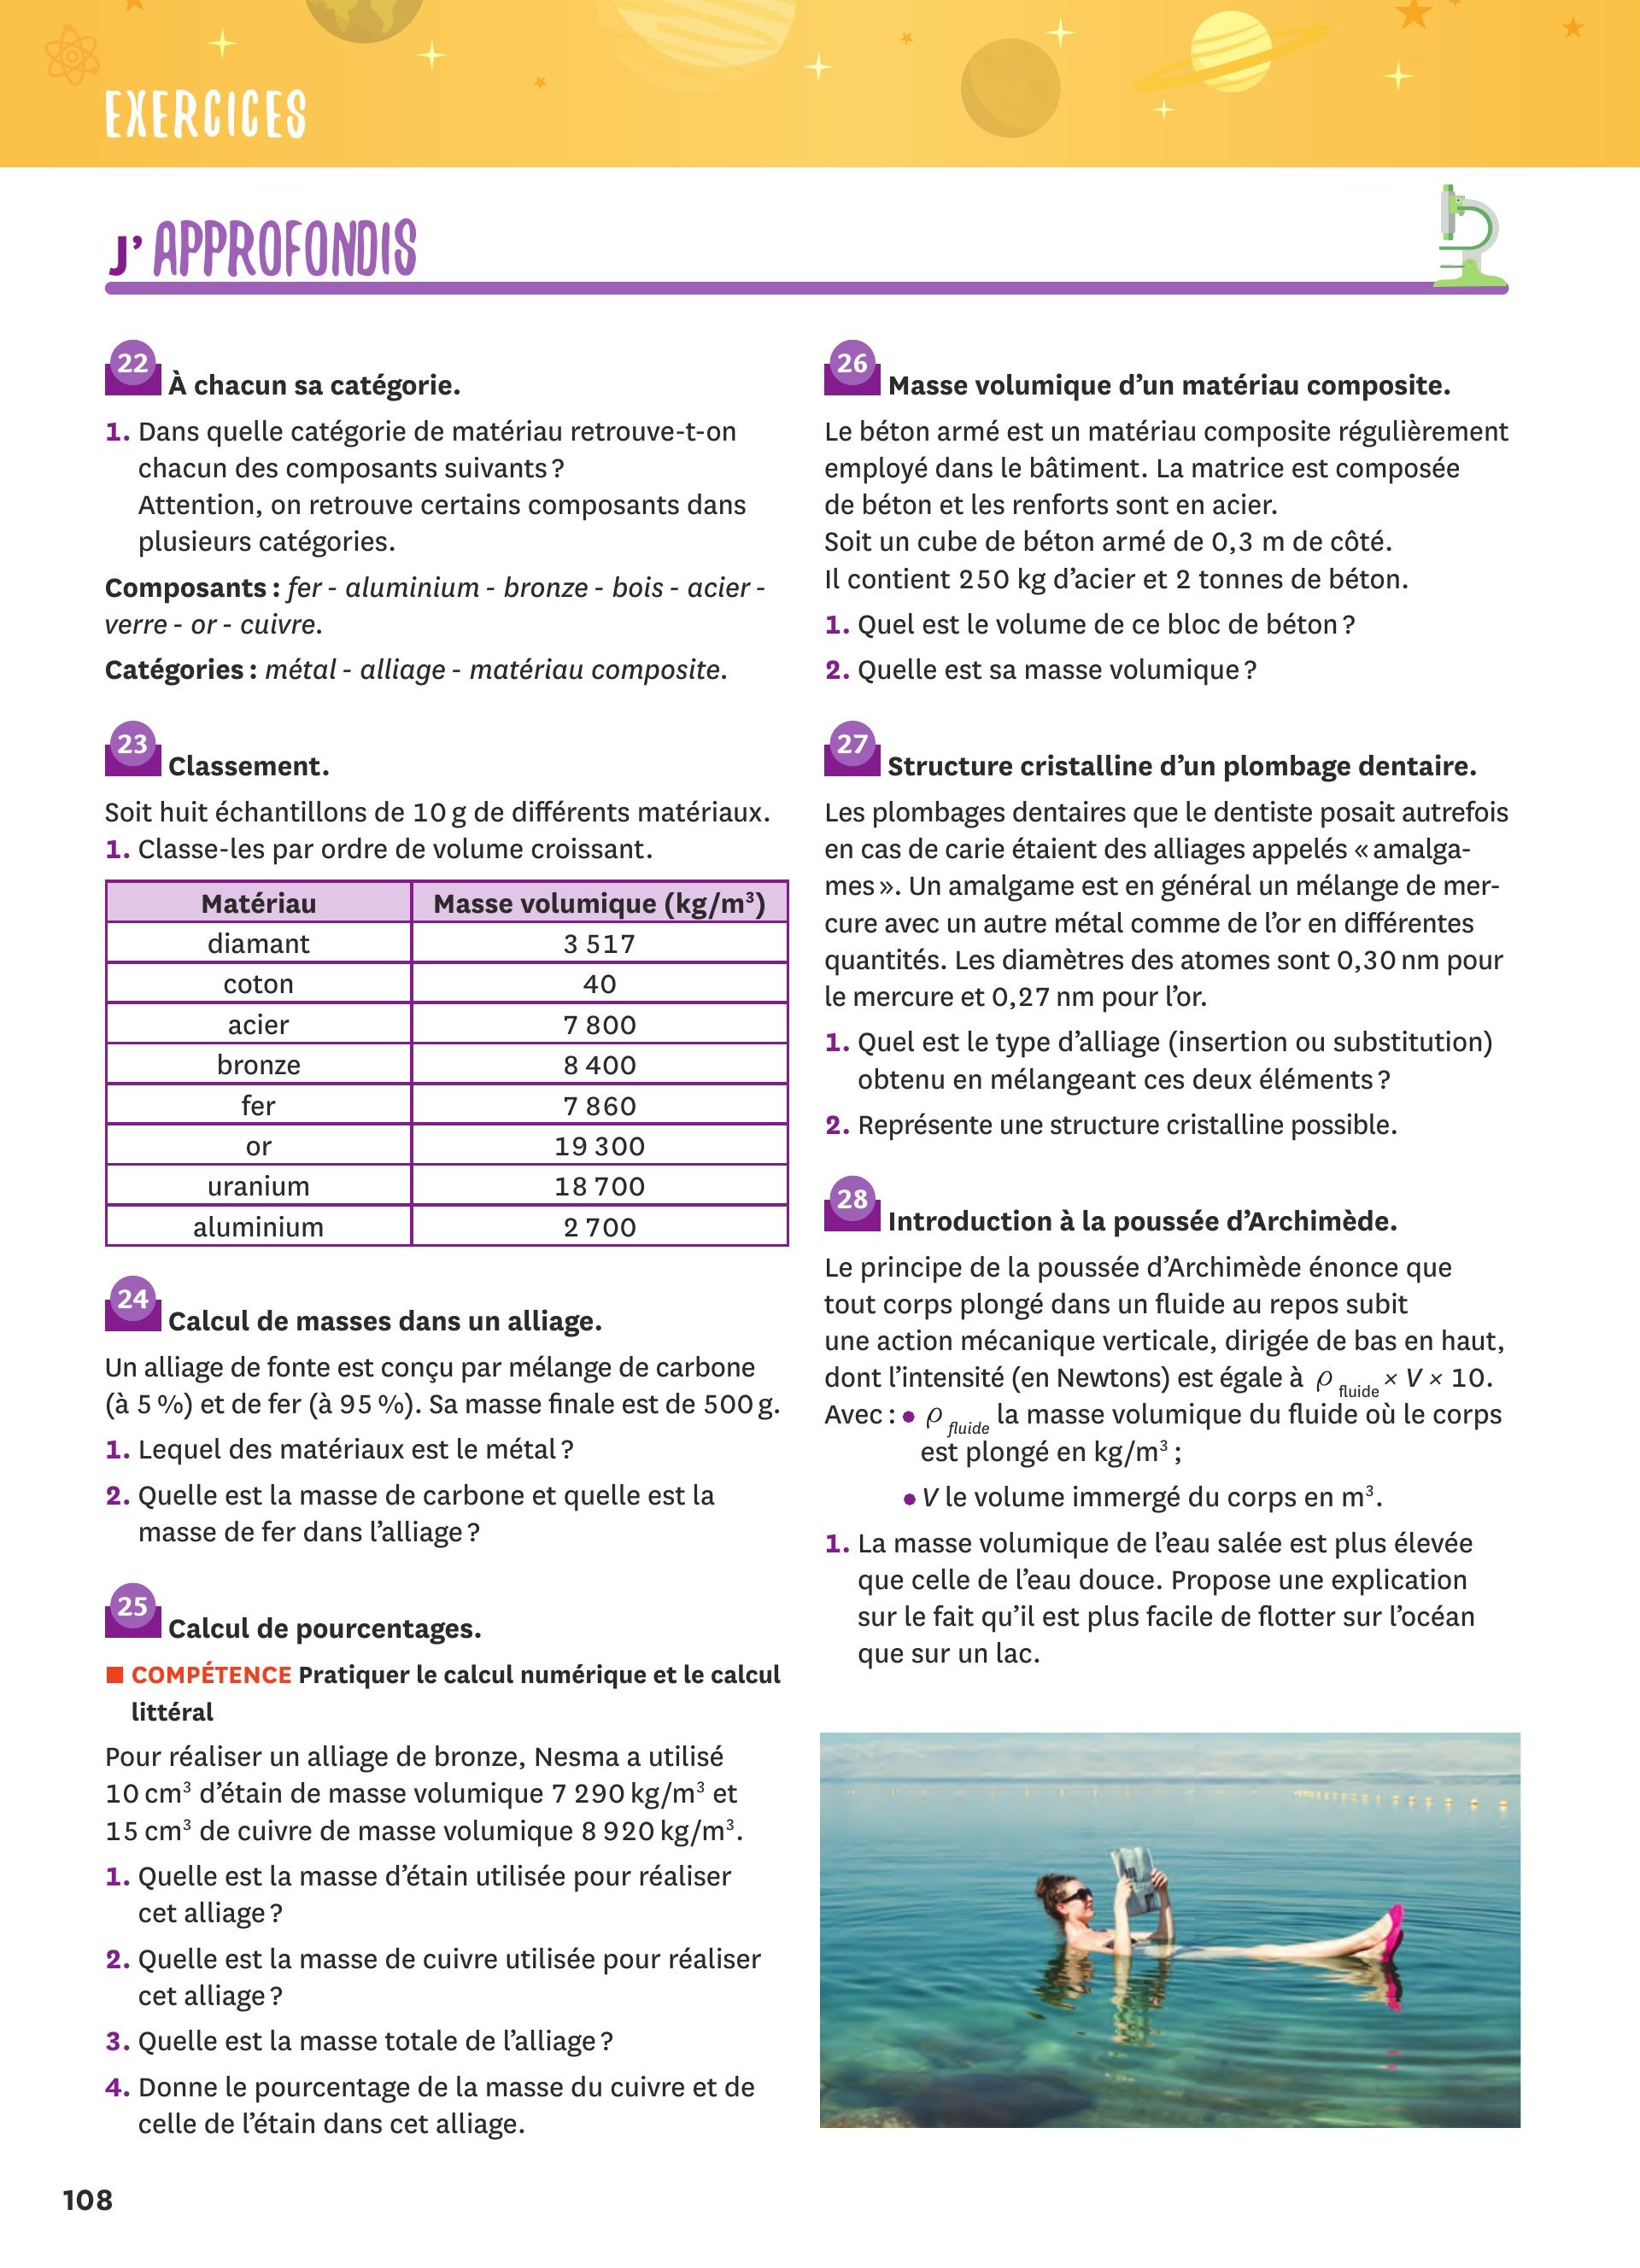 EXERCICES
J’APPROFONDIS
22 À chacun sa catégorie.
1. Dans quelle catégorie de matériau retrouve-t-on
chacun des composants suivants ?
Attention, on retrouve certains composants dans
plusieurs catégories.
Composants : fer - aluminium - bronze - bois - acier -
verre - or - cuivre.
Catégories : métal - alliage - matériau composite.
23 Classement.
Soit huit échantillons de 10 g de différents matériaux.
1. Classe-les par ordre de volume croissant.
Matériau Masse volumique (kg/m³)
diamant 3 517
coton 40
acier 7 800
bronze 8 400
fer 7 860
or 19 300
uranium 18 700
aluminium 2 700
24 Calcul de masses dans un alliage.
Un alliage de fonte est conçu par mélange de carbone
(à 5 %) et de fer (à 95 %). Sa masse finale est de 500 g.
1. Lequel des matériaux est le métal ?
2. Quelle est la masse de carbone et quelle est la
masse de fer dans l’alliage ?
25 Calcul de pourcentages.
■ COMPÉTENCE Pratiquer le calcul numérique et le calcul
littéral
Pour réaliser un alliage de bronze, Nesma a utilisé
10 cm³ d’étain de masse volumique 7 290 kg/m³ et
15 cm³ de cuivre de masse volumique 8 920 kg/m³.
1. Quelle est la masse d’étain utilisée pour réaliser
cet alliage ?
2. Quelle est la masse de cuivre utilisée pour réaliser
cet alliage ?
3. Quelle est la masse totale de l’alliage ?
4. Donne le pourcentage de la masse du cuivre et de
celle de l’étain dans cet alliage.
26 Masse volumique d’un matériau composite.
Le béton armé est un matériau composite régulièrement
employé dans le bâtiment. La matrice est composée
de béton et les renforts sont en acier.
Soit un cube de béton armé de 0,3 m de côté.
Il contient 250 kg d’acier et 2 tonnes de béton.
1. Quel est le volume de ce bloc de béton ?
2. Quelle est sa masse volumique ?
27 Structure cristalline d’un plombage dentaire.
Les plombages dentaires que le dentiste posait autrefois
en cas de carie étaient des alliages appelés « amalga-
mes ». Un amalgame est en général un mélange de mer-
cure avec un autre métal comme de l’or en différentes
quantités. Les diamètres des atomes sont 0,30 nm pour
le mercure et 0,27 nm pour l’or.
1. Quel est le type d’alliage (insertion ou substitution)
obtenu en mélangeant ces deux éléments ?
2. Représente une structure cristalline possible.
28 Introduction à la poussée d’Archimède.
Le principe de la poussée d’Archimède énonce que
tout corps plongé dans un fluide au repos subit
une action mécanique verticale, dirigée de bas en haut,
dont l’intensité (en Newtons) est égale à ρ fluide × V × 10.
Avec : • ρ fluide la masse volumique du fluide où le corps
est plongé en kg/m³ ;
• V le volume immergé du corps en m³.
1. La masse volumique de l’eau salée est plus élevée
que celle de l’eau douce. Propose une explication
sur le fait qu’il est plus facile de flotter sur l’océan
que sur un lac.
108